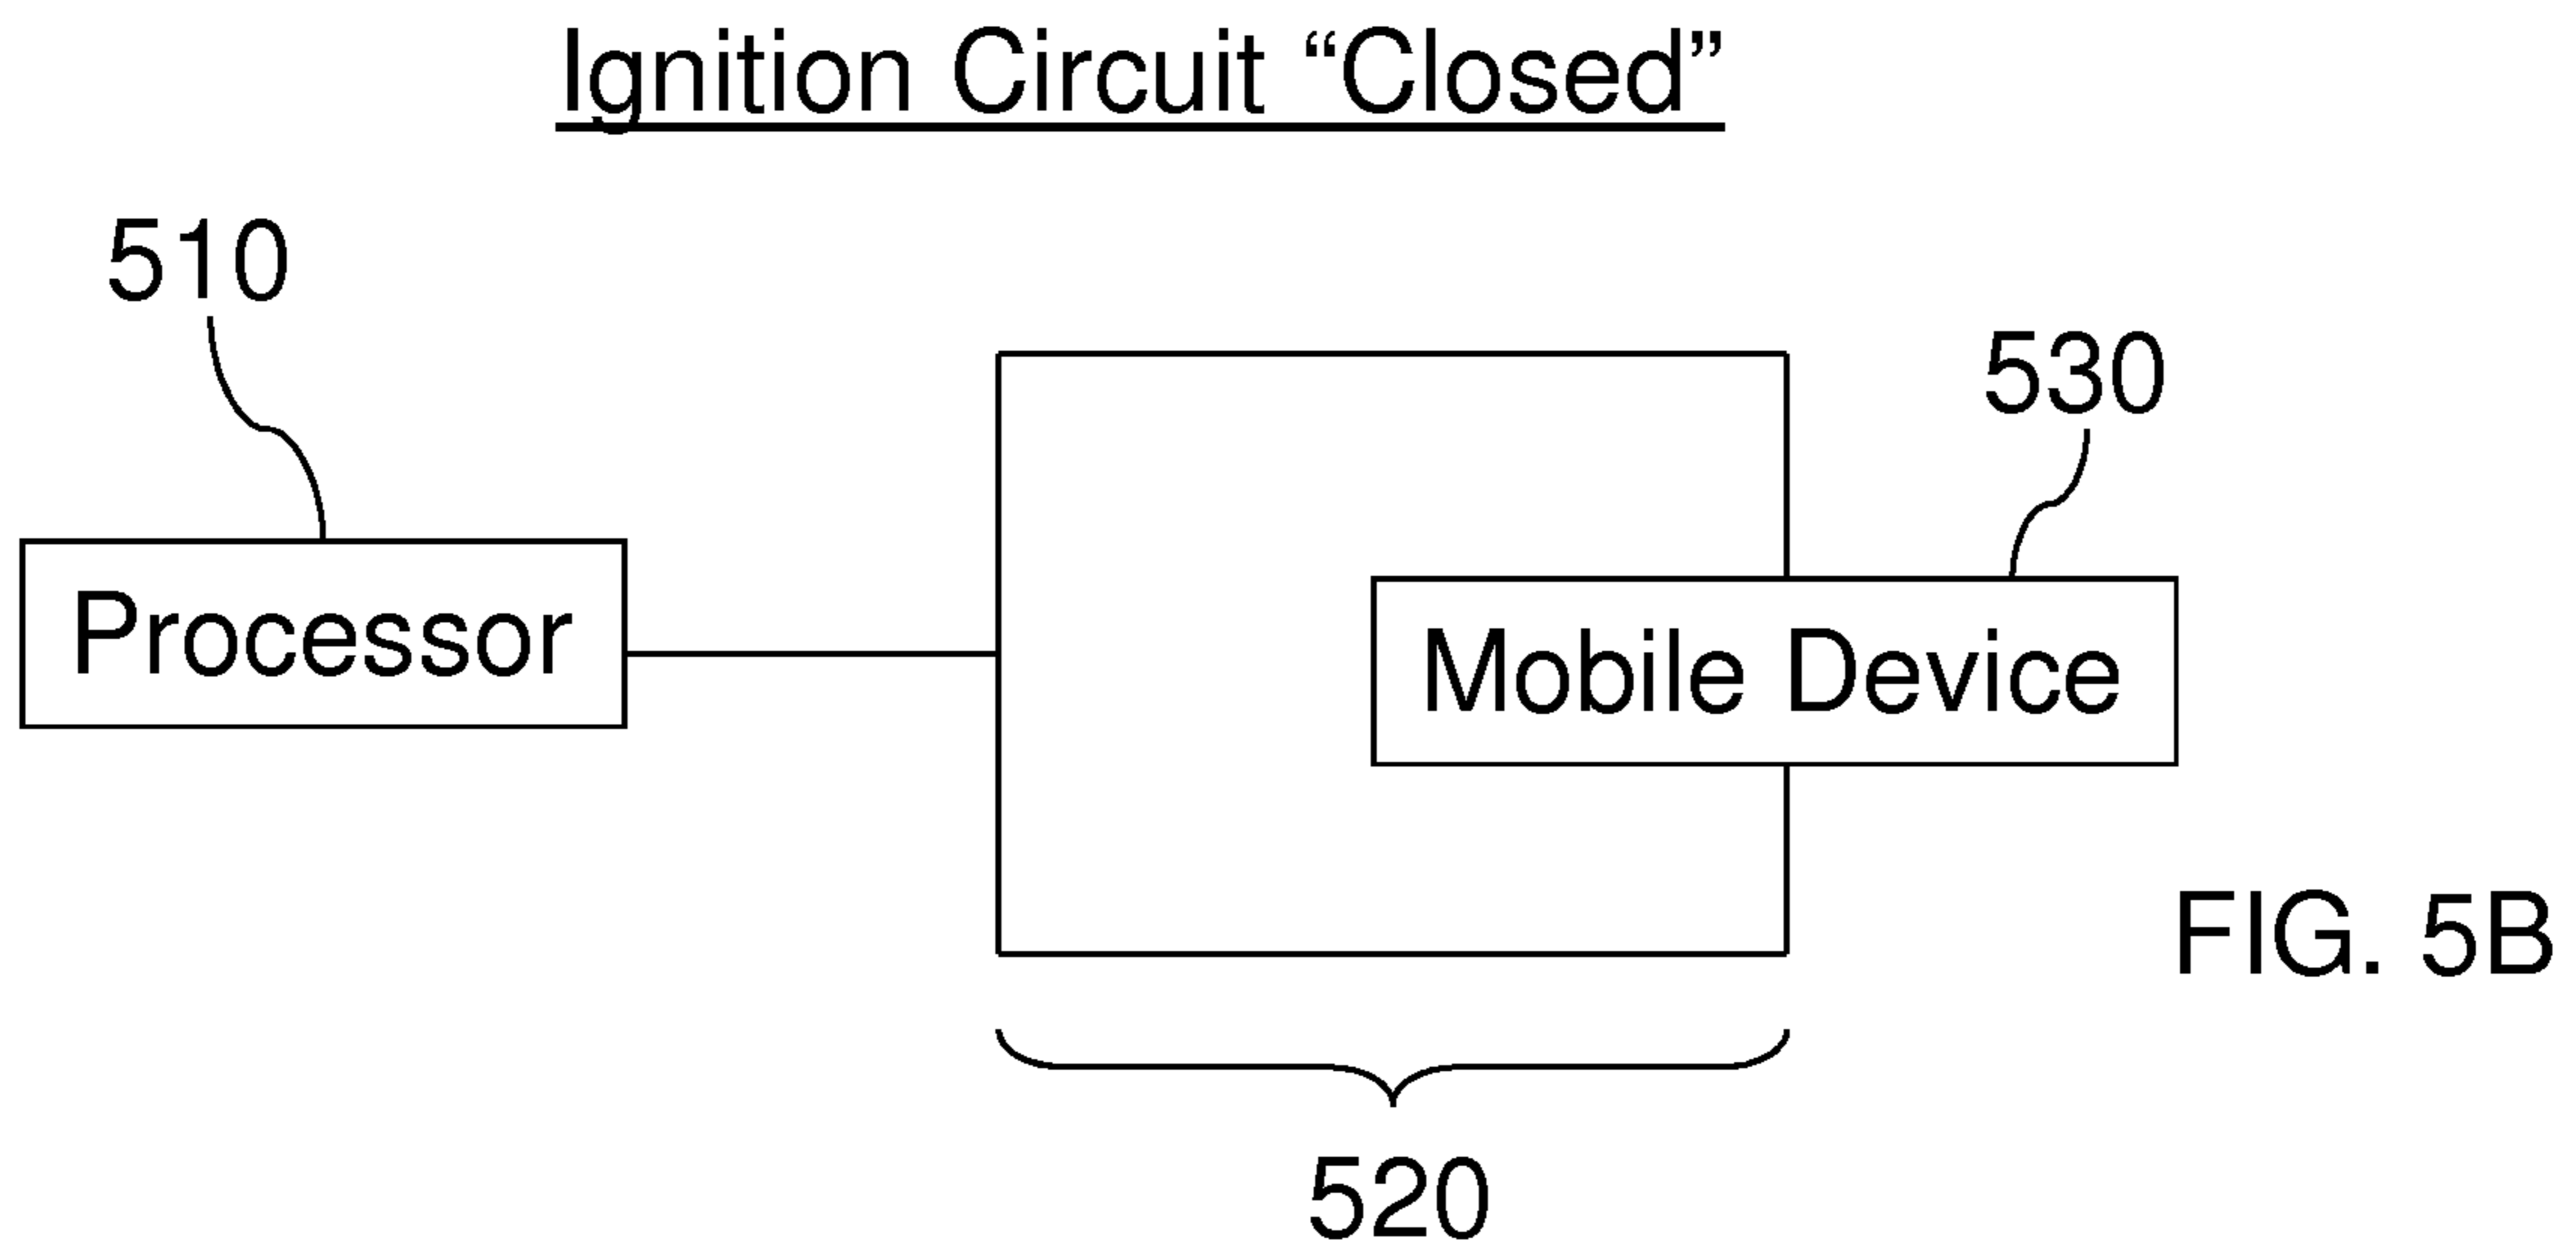 Ignition Circuit “Closed”
510
530
Processor
Mobile Device
FIG. 5B
520